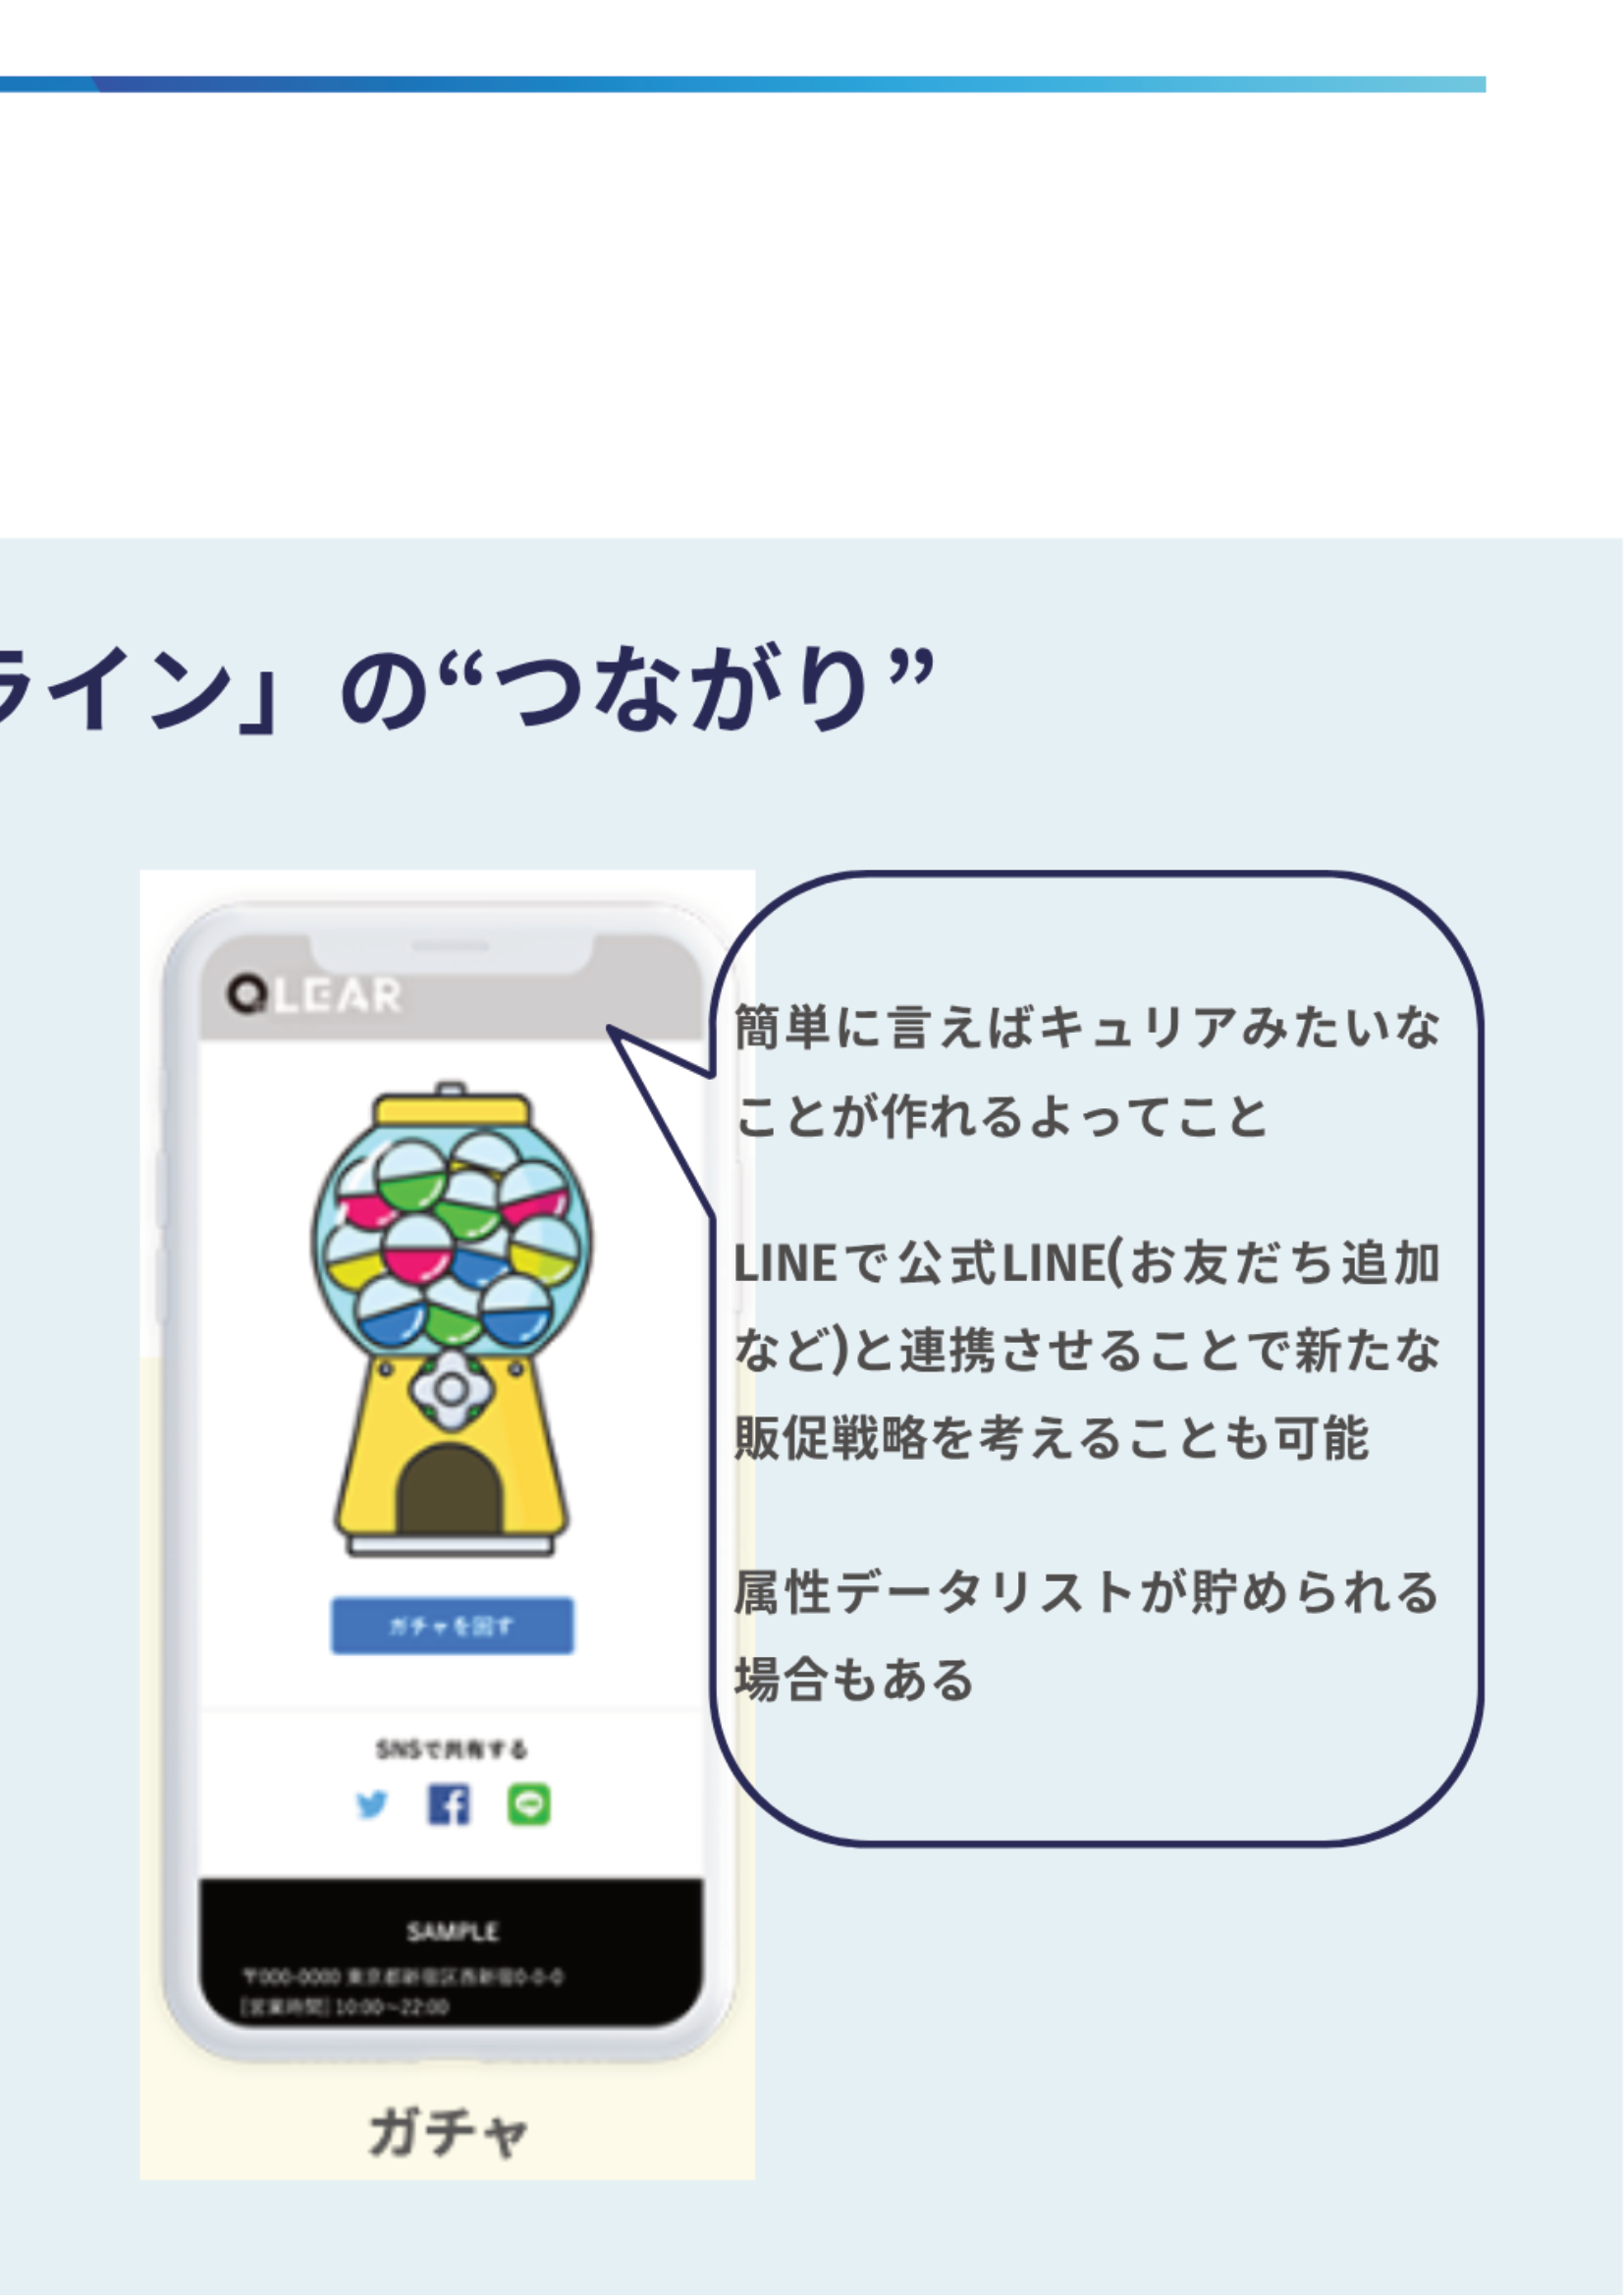 ライン」の“つながり”
QLEAR
簡単に言えばキュリアみたいな
ことが作れるよってこと
LINEで公式LINE(お友だち追加
など)と連携させることで新たな
販促戦略を考えることも可能
属性データリストが貯められる
場合もある
ガチャを回す
SNSで共有する
SAMPLE
〒000-0000 東京都新宿区西新宿0-0-0
[営業時間] 10:00～22:00
ガチャ